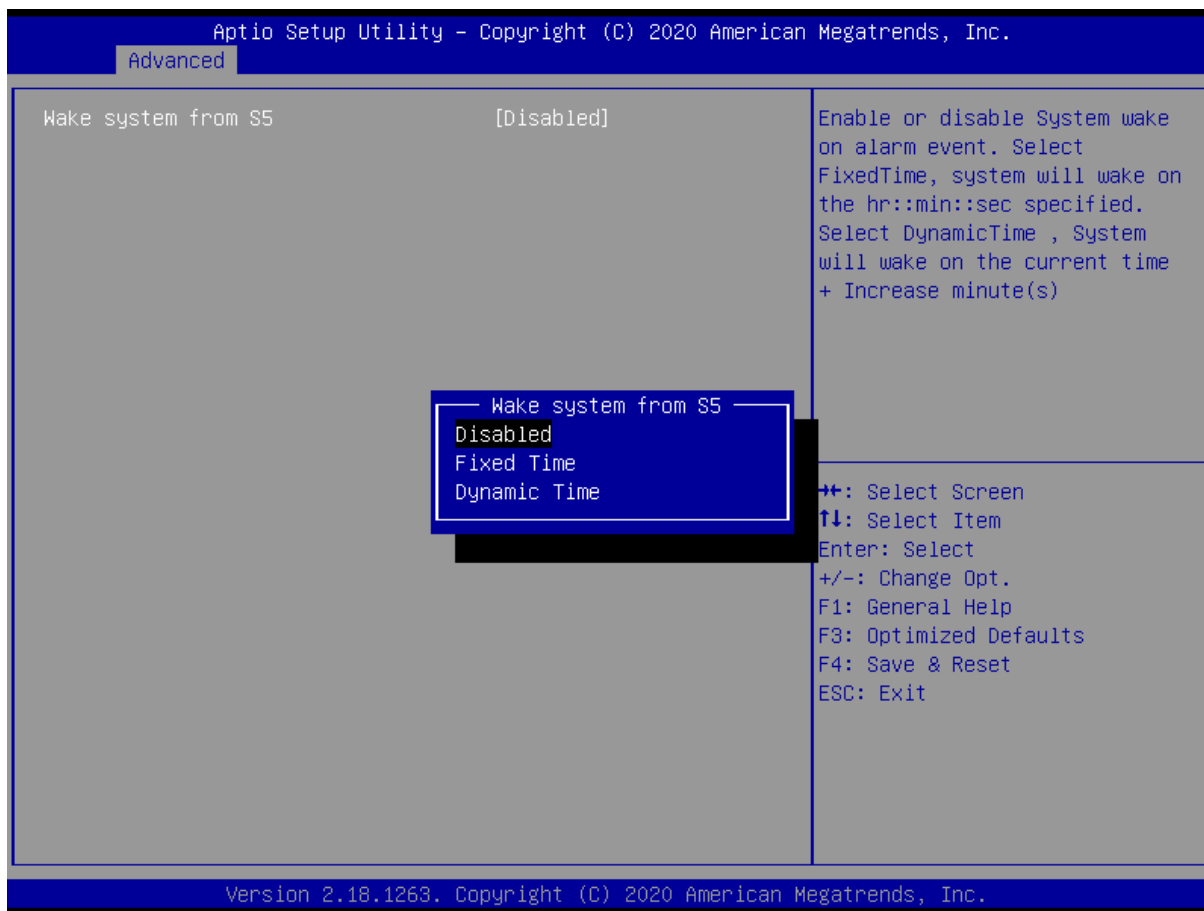 Aptio Setup Utility – Copyright (C) 2020 American Megatrends, Inc.
Advanced
Wake system from S5 [Disabled]
Enable or disable System wake
on alarm event. Select
FixedTime, system will wake on
the hr::min::sec specified.
Select DynamicTime , System
will wake on the current time
+ Increase minute(s)
Wake system from S5
Disabled
Fixed Time
Dynamic Time
→←: Select Screen
↑↓: Select Item
Enter: Select
+/-: Change Opt.
F1: General Help
F3: Optimized Defaults
F4: Save & Reset
ESC: Exit
Version 2.18.1263. Copyright (C) 2020 American Megatrends, Inc.